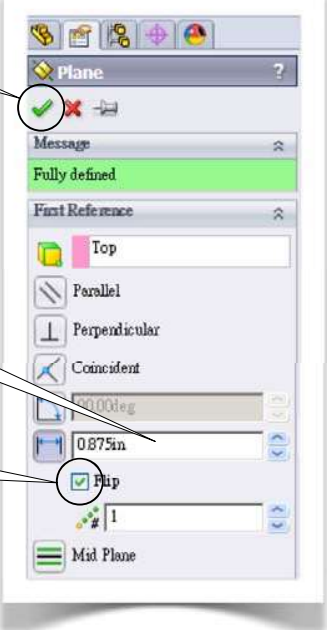 Plane ?
Message
Fully defined
First Reference
Top
Parallel
Perpendicular
Coincident
90.00deg
0.875in
Flip
# 1
Mid Plane